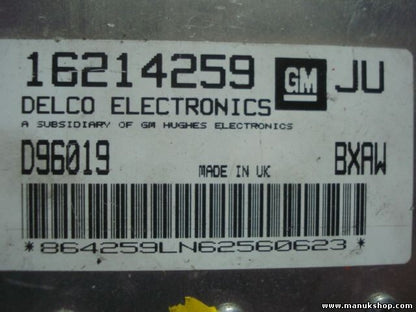 16214259 GM JU
DELCO ELECTRONICS
A SUBSIDIARY OF GM HUGHES ELECTRONICS
D96019 MADE IN UK BXAW
*864259LN62560623*
www.manukshop.com